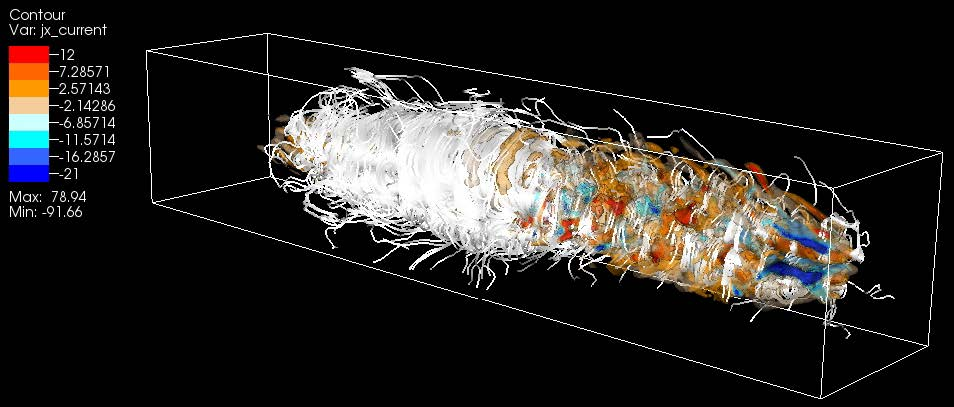 Contour
Var: jx_current
12
7.28571
2.57143
-2.14286
-6.85714
-11.5714
-16.2857
-21
Max: 78.94
Min: -91.66